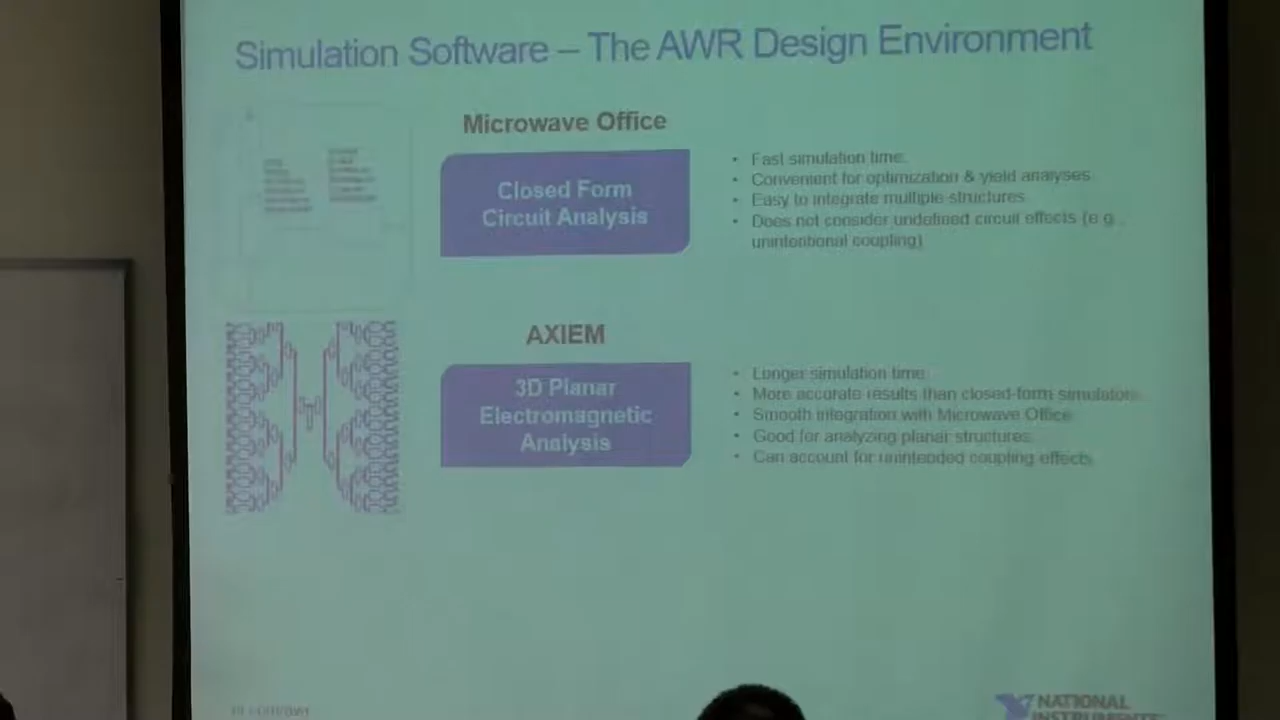 Simulation Software – The AWR Design Environment
Microwave Office
Closed Form
Circuit Analysis
• Fast simulation time.
• Convenient for optimization & yield analyses
• Easy to integrate multiple structures
• Does not consider undefined circuit effects (e.g.,
unintentional coupling)
AXIEM
3D Planar
Electromagnetic
Analysis
• Longer simulation time
• More accurate results than closed-form simulators
• Smooth integration with Microwave Office
• Good for analyzing planar structures
• Can account for unintended coupling effects
NATIONAL
INSTRUMENTS